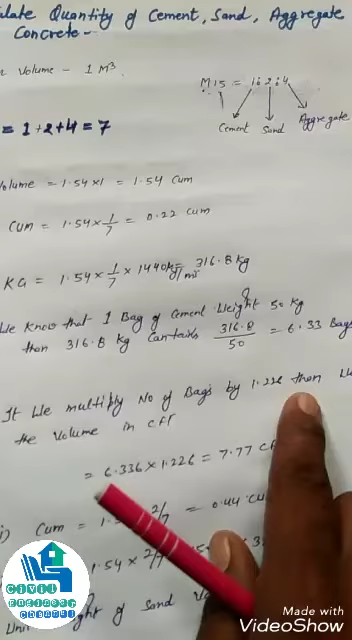 late Quantity of Cement, Sand, Aggregate
Concrete -
Volume - 1 M³
M15 = 1:2:4
Cement Sand Aggregate
= 1+2+4 = 7
Volume = 1.54×1 = 1.54 Cum
Cum = 1.54 × 1/7 = 0.22 Cum
KG = 1.54 × 1/7 × 1440 kg/m³ = 316.8 Kg
We Know that 1 Bag of Cement Weight 50 Kg
than 316.8 Kg Contains 316.8/50 = 6.33 Bags
If We multiply No of Bags by 1.226 then
the Volume in Cft
= 6.336 × 1.226 = 7.77
Cum = 2/7 = 0.44
1.54 × 2/7
Unit of Sand
Civil
Engineer
Channel
Made with
VideoShow